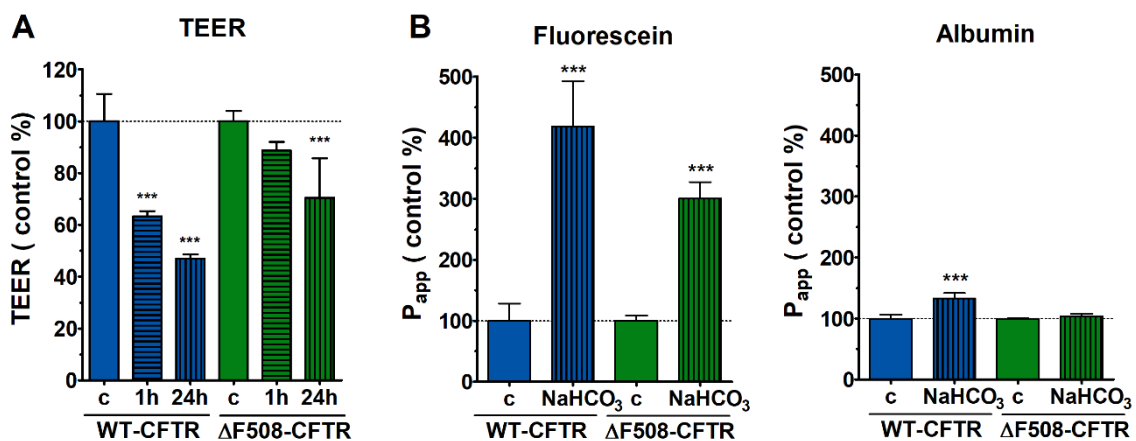 A
TEER
TEER ( control %)
120
100
80
60
40
20
0
***
***
***
c 1h 24h c 1h 24h
WT-CFTR ΔF508-CFTR
B
Fluorescein
P_app ( control %)
500
400
300
200
100
0
***
***
c NaHCO₃ c NaHCO₃
WT-CFTR ΔF508-CFTR
Albumin
P_app ( control %)
500
400
300
200
100
0
***
c NaHCO₃ c NaHCO₃
WT-CFTR ΔF508-CFTR